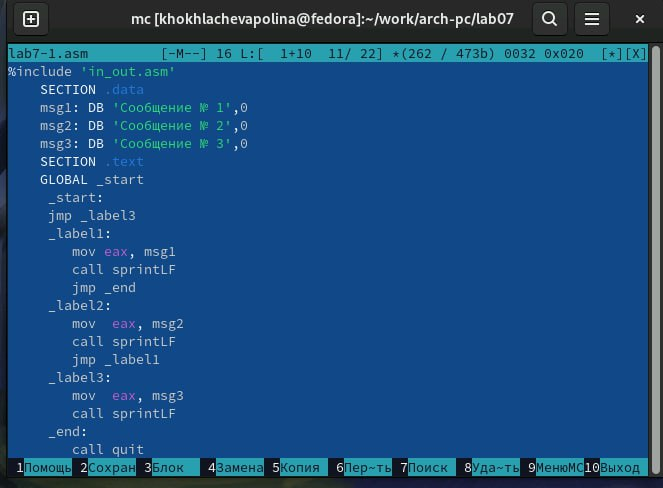 mc [khokhlachevapolina@fedora]:~/work/arch-pc/lab07
lab7-1.asm [-M--] 16 L:[ 1+10 11/ 22] *(262 / 473b) 0032 0x020 [*][X]
%include 'in_out.asm'
SECTION .data
msg1: DB 'Сообщение № 1',0
msg2: DB 'Сообщение № 2',0
msg3: DB 'Сообщение № 3',0
SECTION .text
GLOBAL _start
_start:
jmp _label3
_label1:
mov eax, msg1
call sprintLF
jmp _end
_label2:
mov  eax, msg2
call sprintLF
jmp _label1
_label3:
mov  eax, msg3
call sprintLF
_end:
call quit
1Помощь 2Сохран 3Блок 4Замена 5Копия 6Пер~ть 7Поиск 8Уда~ть 9МенюМС 10Выход